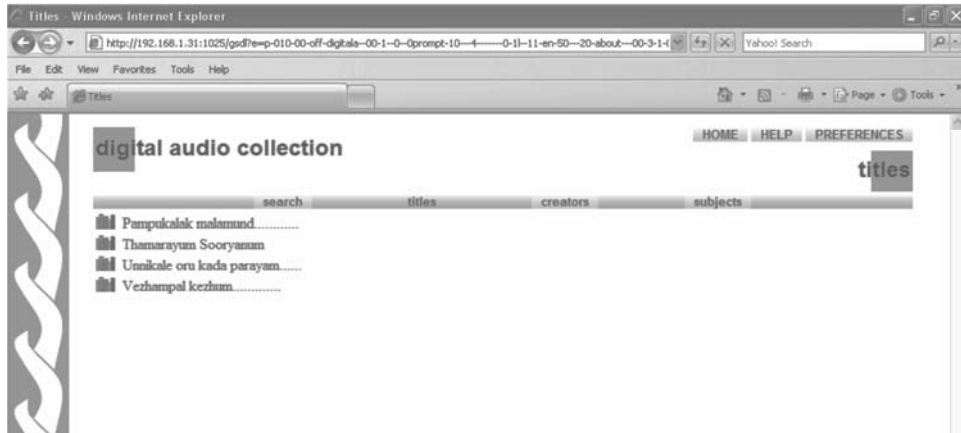 Titles - Windows Internet Explorer
http://192.168.1.31:1025/gsdl?e=p-010-00-off-digitala--00-1--0--0prompt-10---4-------0-1l--11-en-50---20-about---00-3-1-(
Yahoo! Search
File Edit View Favorites Tools Help
Titles
Page Tools
HOME HELP PREFERENCES
digital audio collection
titles
search titles creators subjects
Pampukalak malamund............
Thamarayum Sooryanum
Unnikale oru kada parayam......
Vezhampal kezhum.............